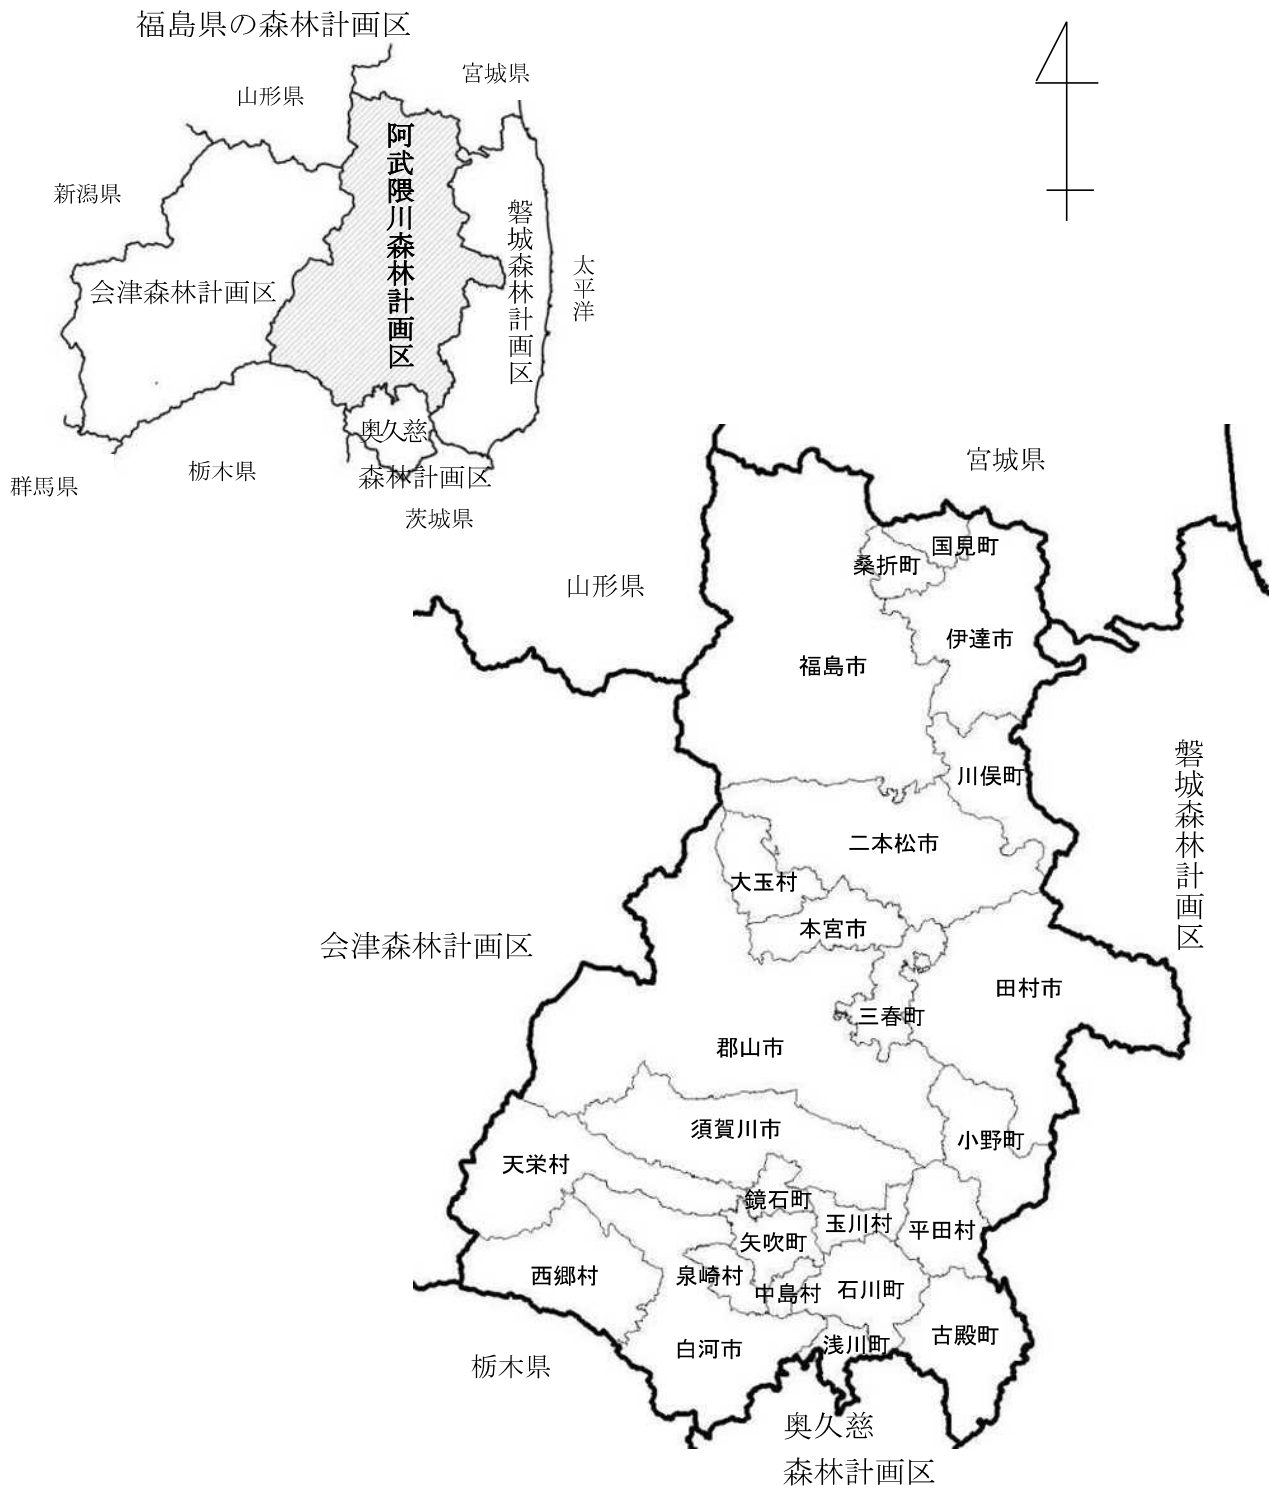 福島県の森林計画区
宮城県
山形県
阿武隈川森林計画区
新潟県
磐城森林計画区
太平洋
会津森林計画区
奥久慈
森林計画区
栃木県
群馬県
茨城県
宮城県
国見町
桑折町
山形県
伊達市
福島市
川俣町
磐城森林計画区
二本松市
大玉村
本宮市
会津森林計画区
田村市
三春町
郡山市
須賀川市
小野町
天栄村
鏡石町
玉川村
平田村
矢吹町
西郷村
泉崎村
中島村
石川町
古殿町
浅川町
白河市
栃木県
奥久慈
森林計画区